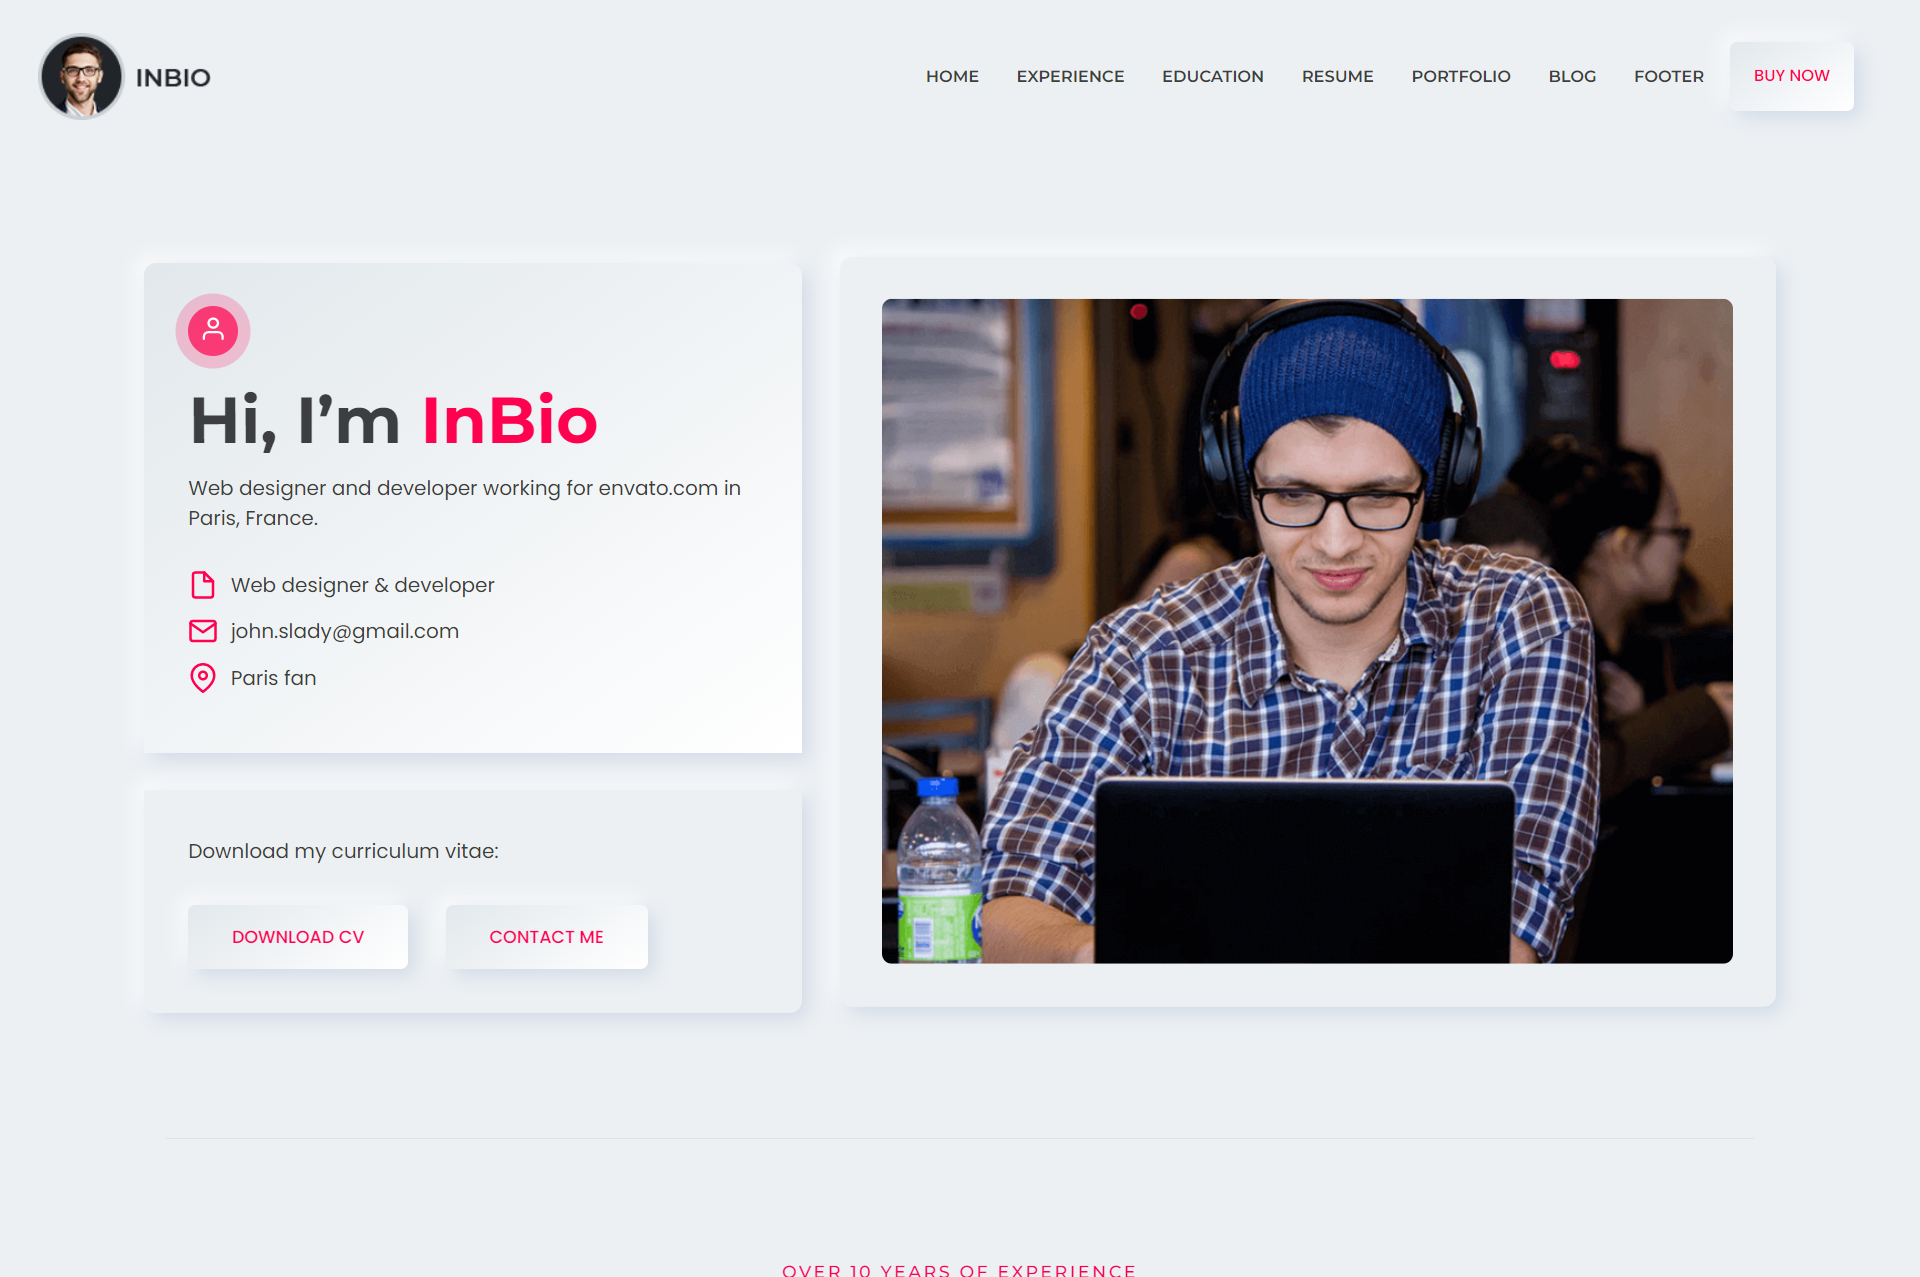 INBIO
HOME
EXPERIENCE
EDUCATION
RESUME
PORTFOLIO
BLOG
FOOTER
BUY NOW
Hi, I’m InBio
Web designer and developer working for envato.com in
Paris, France.
Web designer & developer
john.slady@gmail.com
Paris fan
Download my curriculum vitae:
DOWNLOAD CV
CONTACT ME
OVER 10 YEARS OF EXPERIENCE